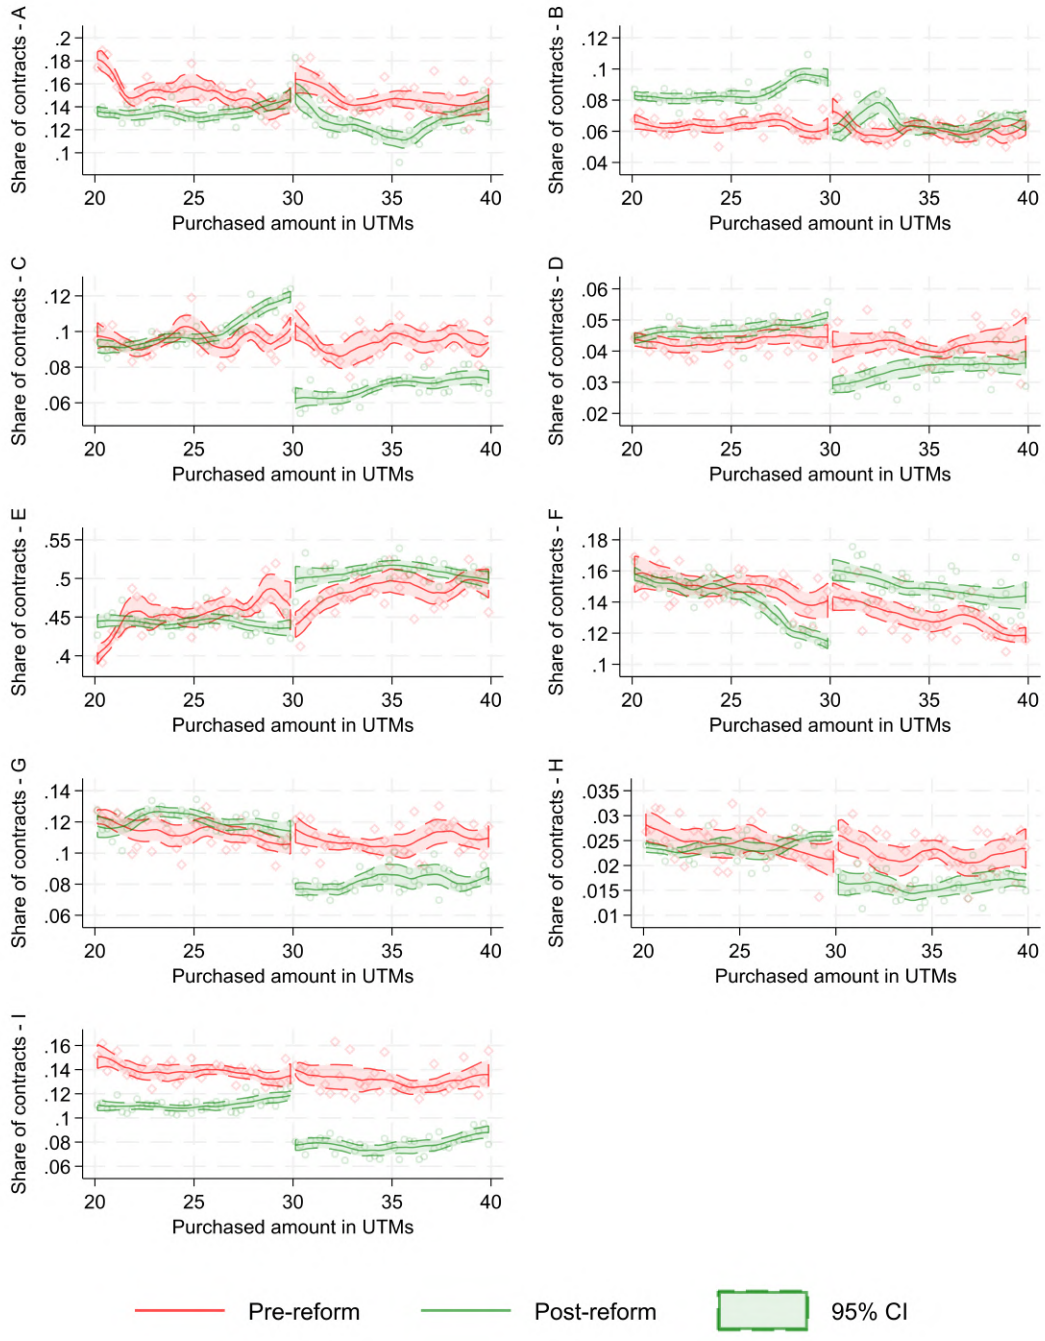 Share of contracts - A
.2
.18
.16
.14
.12
.1
20 25 30 35 40
Purchased amount in UTMs
Share of contracts - B
.12
.1
.08
.06
.04
20 25 30 35 40
Purchased amount in UTMs
Share of contracts - C
.12
.1
.08
.06
20 25 30 35 40
Purchased amount in UTMs
Share of contracts - D
.06
.05
.04
.03
.02
20 25 30 35 40
Purchased amount in UTMs
Share of contracts - E
.55
.5
.45
.4
20 25 30 35 40
Purchased amount in UTMs
Share of contracts - F
.18
.16
.14
.12
.1
20 25 30 35 40
Purchased amount in UTMs
Share of contracts - G
.14
.12
.1
.08
.06
20 25 30 35 40
Purchased amount in UTMs
Share of contracts - H
.035
.03
.025
.02
.015
.01
20 25 30 35 40
Purchased amount in UTMs
Share of contracts - I
.16
.14
.12
.1
.08
.06
20 25 30 35 40
Purchased amount in UTMs
Pre-reform Post-reform 95% CI